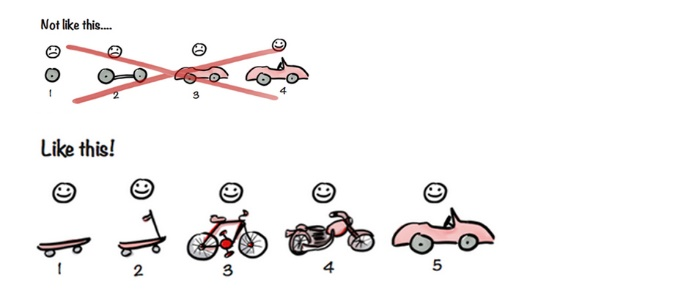 Not like this....
1 2 3 4
Like this!
1 2 3 4 5